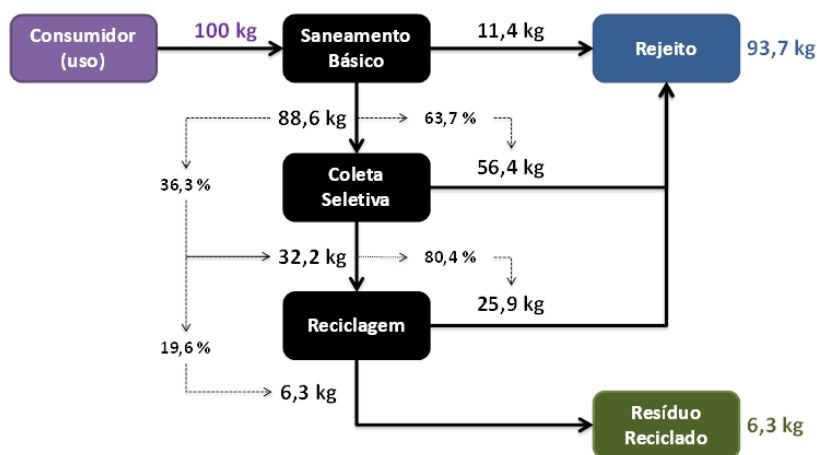 Consumidor
(uso)
100 kg
Saneamento
Básico
11,4 kg
Rejeito
93,7 kg
88,6 kg
63,7 %
36,3 %
Coleta
Seletiva
56,4 kg
32,2 kg
80,4 %
25,9 kg
Reciclagem
19,6 %
6,3 kg
Resíduo
Reciclado
6,3 kg